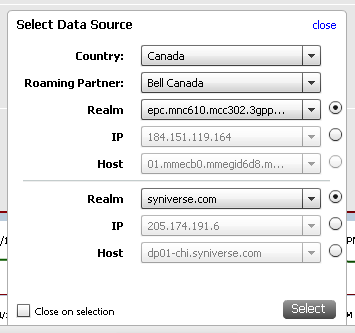 Select Data Source
close
Country:
Canada
Roaming Partner:
Bell Canada
Realm
epc.mnc610.mcc302.3gpp...
IP
184.151.119.164
Host
01.mmecb0.mmegid6d8.m...
Realm
syniverse.com
IP
205.174.191.6
Host
dp01-chi.syniverse.com
Close on selection
Select